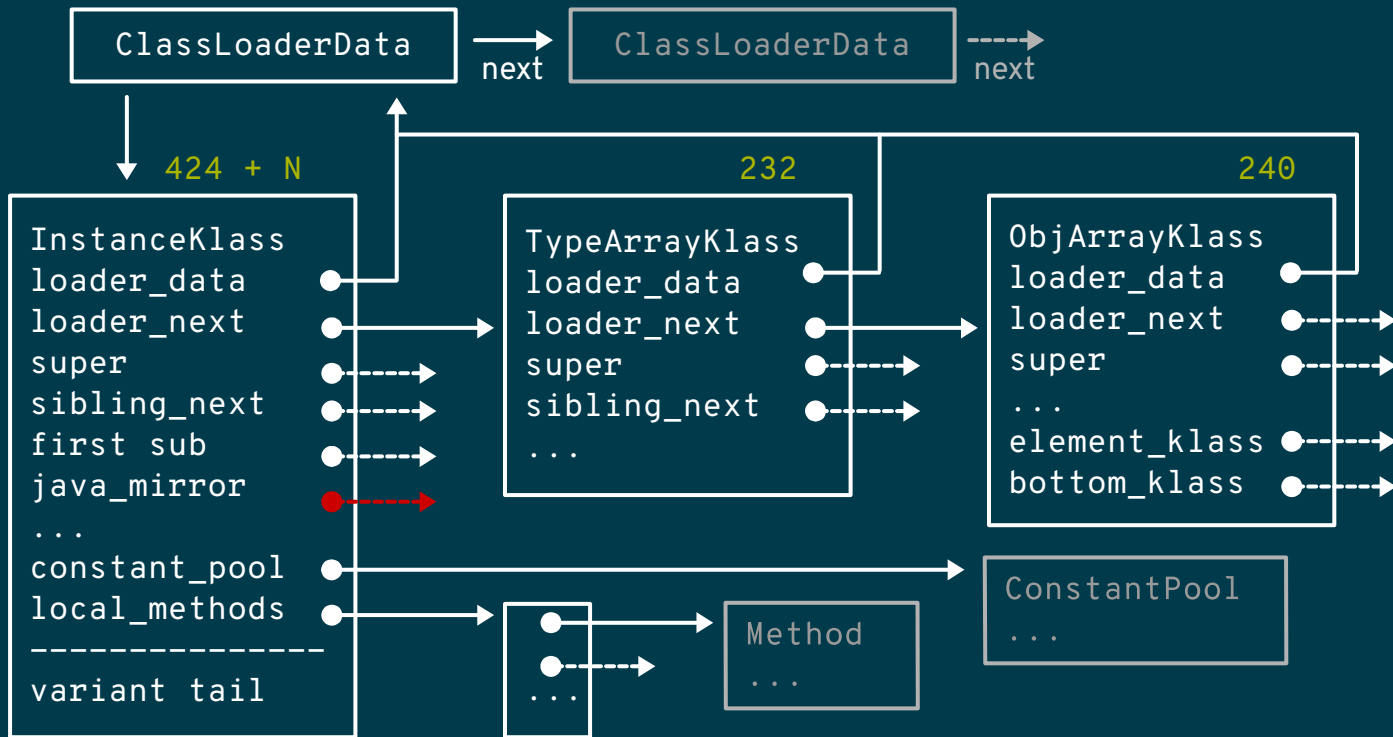 ClassLoaderData
next
ClassLoaderData
next
424 + N
InstanceKlass
loader_data
loader_next
super
sibling_next
first sub
java_mirror
...
constant_pool
local_methods
---------------
variant tail
232
TypeArrayKlass
loader_data
loader_next
super
sibling_next
...
240
ObjArrayKlass
loader_data
loader_next
super
...
element_klass
bottom_klass
...
Method
...
ConstantPool
...